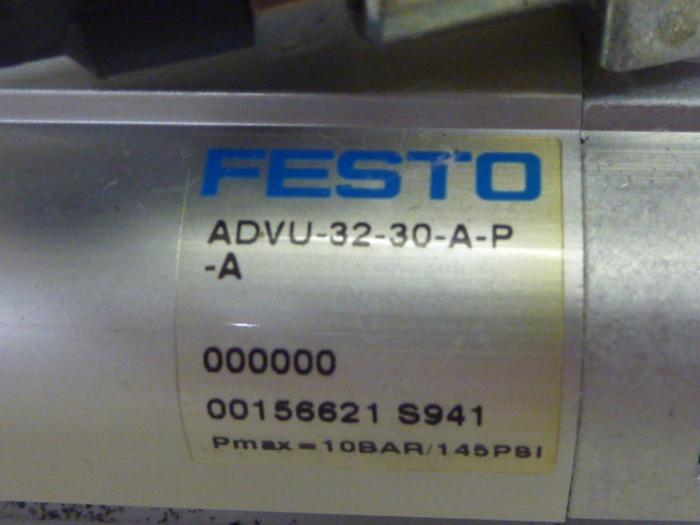 FESTO
ADVU-32-30-A-P
-A
000000
00156621 S941
Pmax=10BAR/145PSI